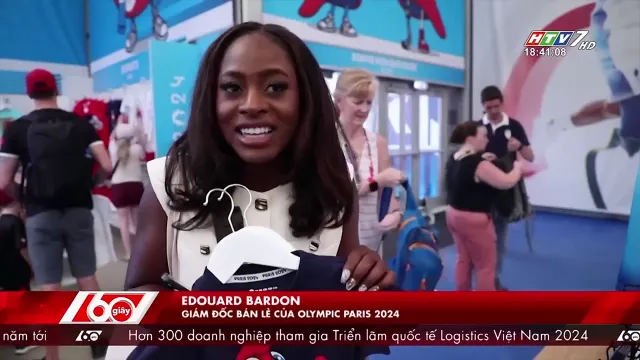 HTV7 HD
18:41:08
2024
60 giây
EDOUARD BARDON
GIÁM ĐỐC BÁN LẺ CỦA OLYMPIC PARIS 2024
năm tới
Hơn 300 doanh nghiệp tham gia Triển lãm quốc tế Logistics Việt Nam 2024